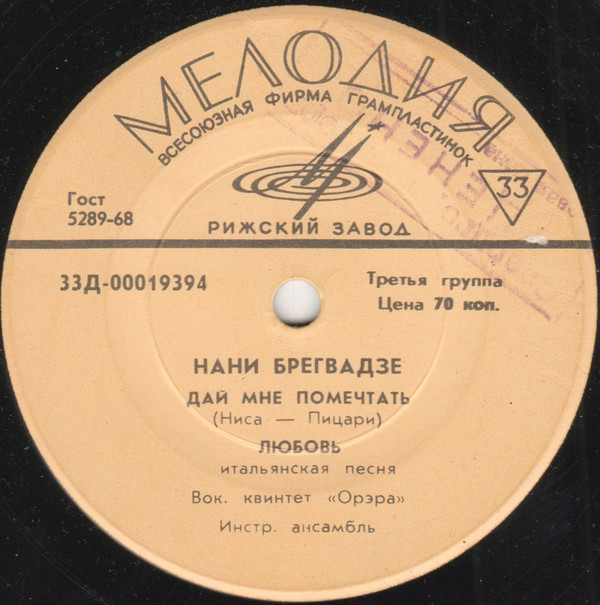 МЕЛОДИЯ
ВСЕСОЮЗНАЯ ФИРМА ГРАМПЛАСТИНОК
33
Гост
5289-68
РИЖСКИЙ ЗАВОД
33Д-00019394
Третья группа
Цена 70 коп.
НАНИ БРЕГВАДЗЕ
ДАЙ МНЕ ПОМЕЧТАТЬ
(Ниса — Пицари)
ЛЮБОВЬ
итальянская песня
Вок. квинтет «Орэра»
Инстр. ансамбль